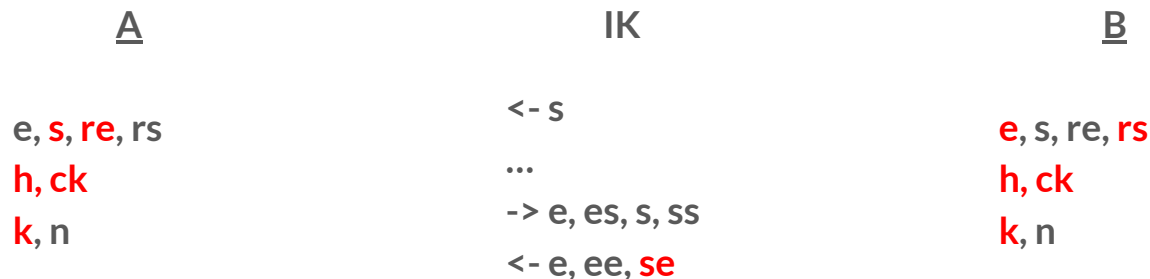 A IK B
<- s
e, s, re, rs e, s, re, rs
...
h, ck h, ck
-> e, es, s, ss
k, n k, n
<- e, ee, se